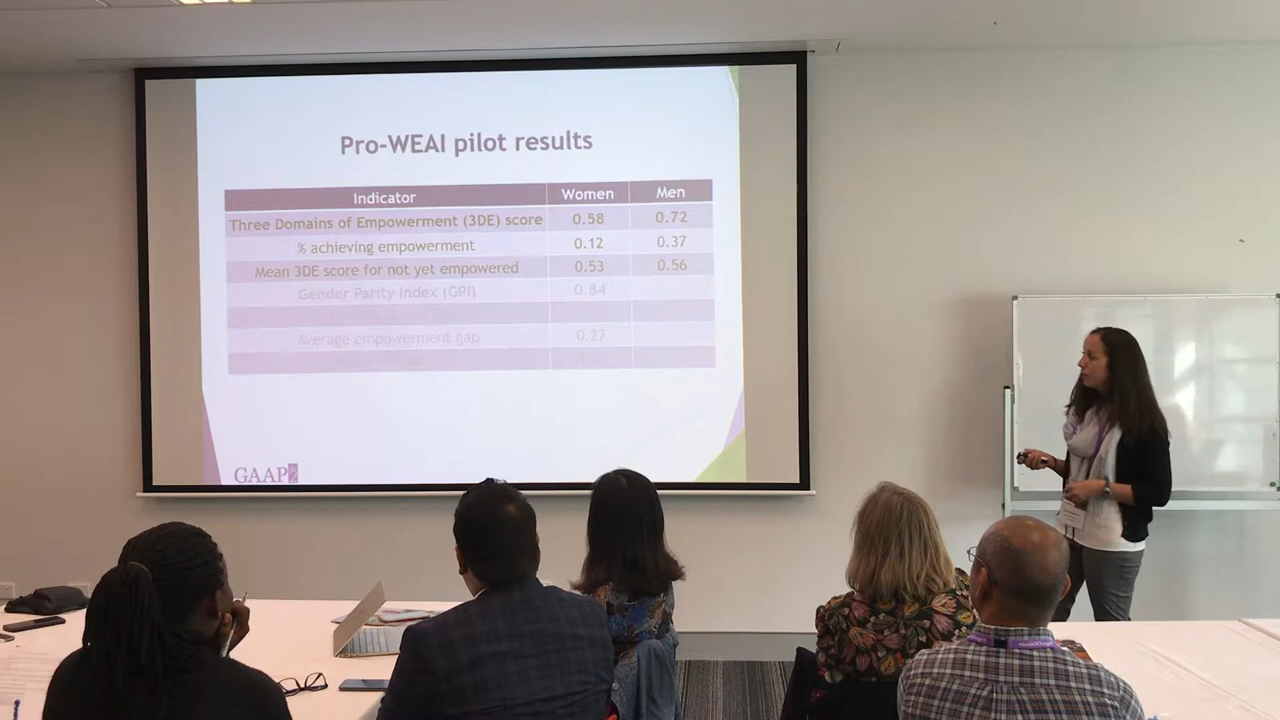 Pro-WEAI pilot results
Indicator Women Men
Three Domains of Empowerment (3DE) score 0.58 0.72
% achieving empowerment 0.12 0.37
Mean 3DE score for not yet empowered 0.53 0.56
Gender Parity Index (GPI) 0.84
Average empowerment gap 0.27
GAAP2